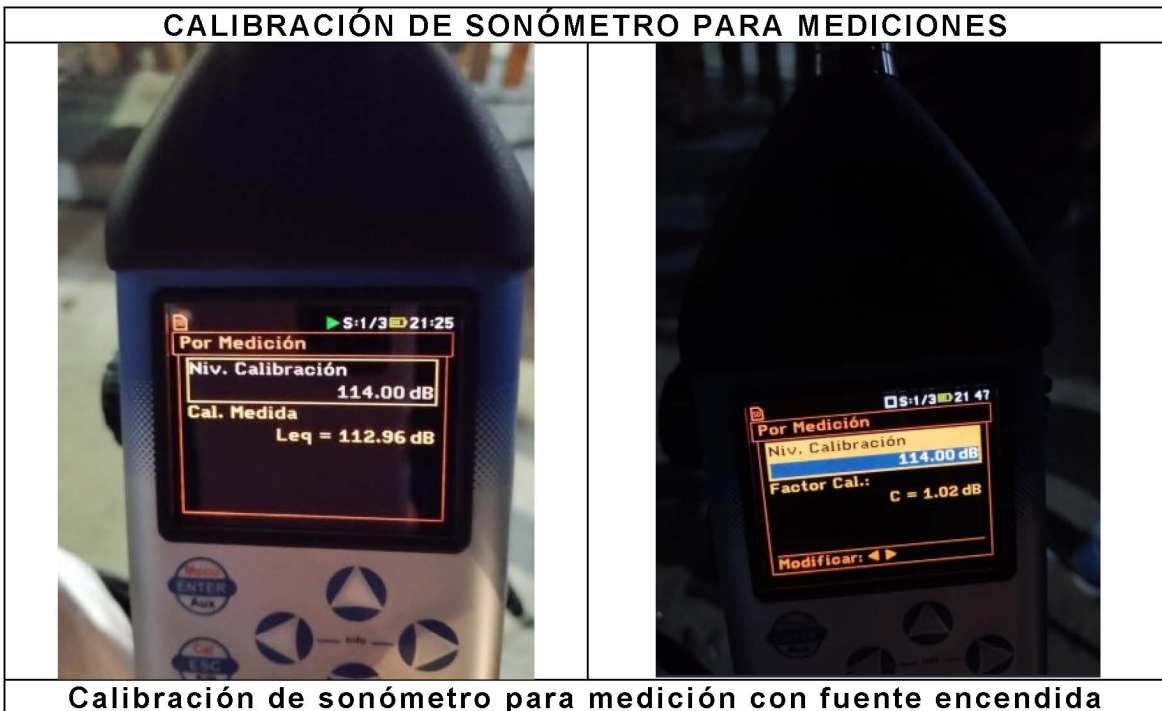 CALIBRACIÓN DE SONÓMETRO PARA MEDICIONES
S:1/3 21:25
Por Medición
Niv. Calibración
114.00 dB
Cal. Medida
Leq = 112.96 dB
Menu
ENTER
Aux
Info
Cal
ESC
S:1/3 21 47
Por Medición
Niv. Calibración
114.00 dB
Factor Cal.:
C = 1.02 dB
Modificar:
ENTER
Info
Calibración de sonómetro para medición con fuente encendida